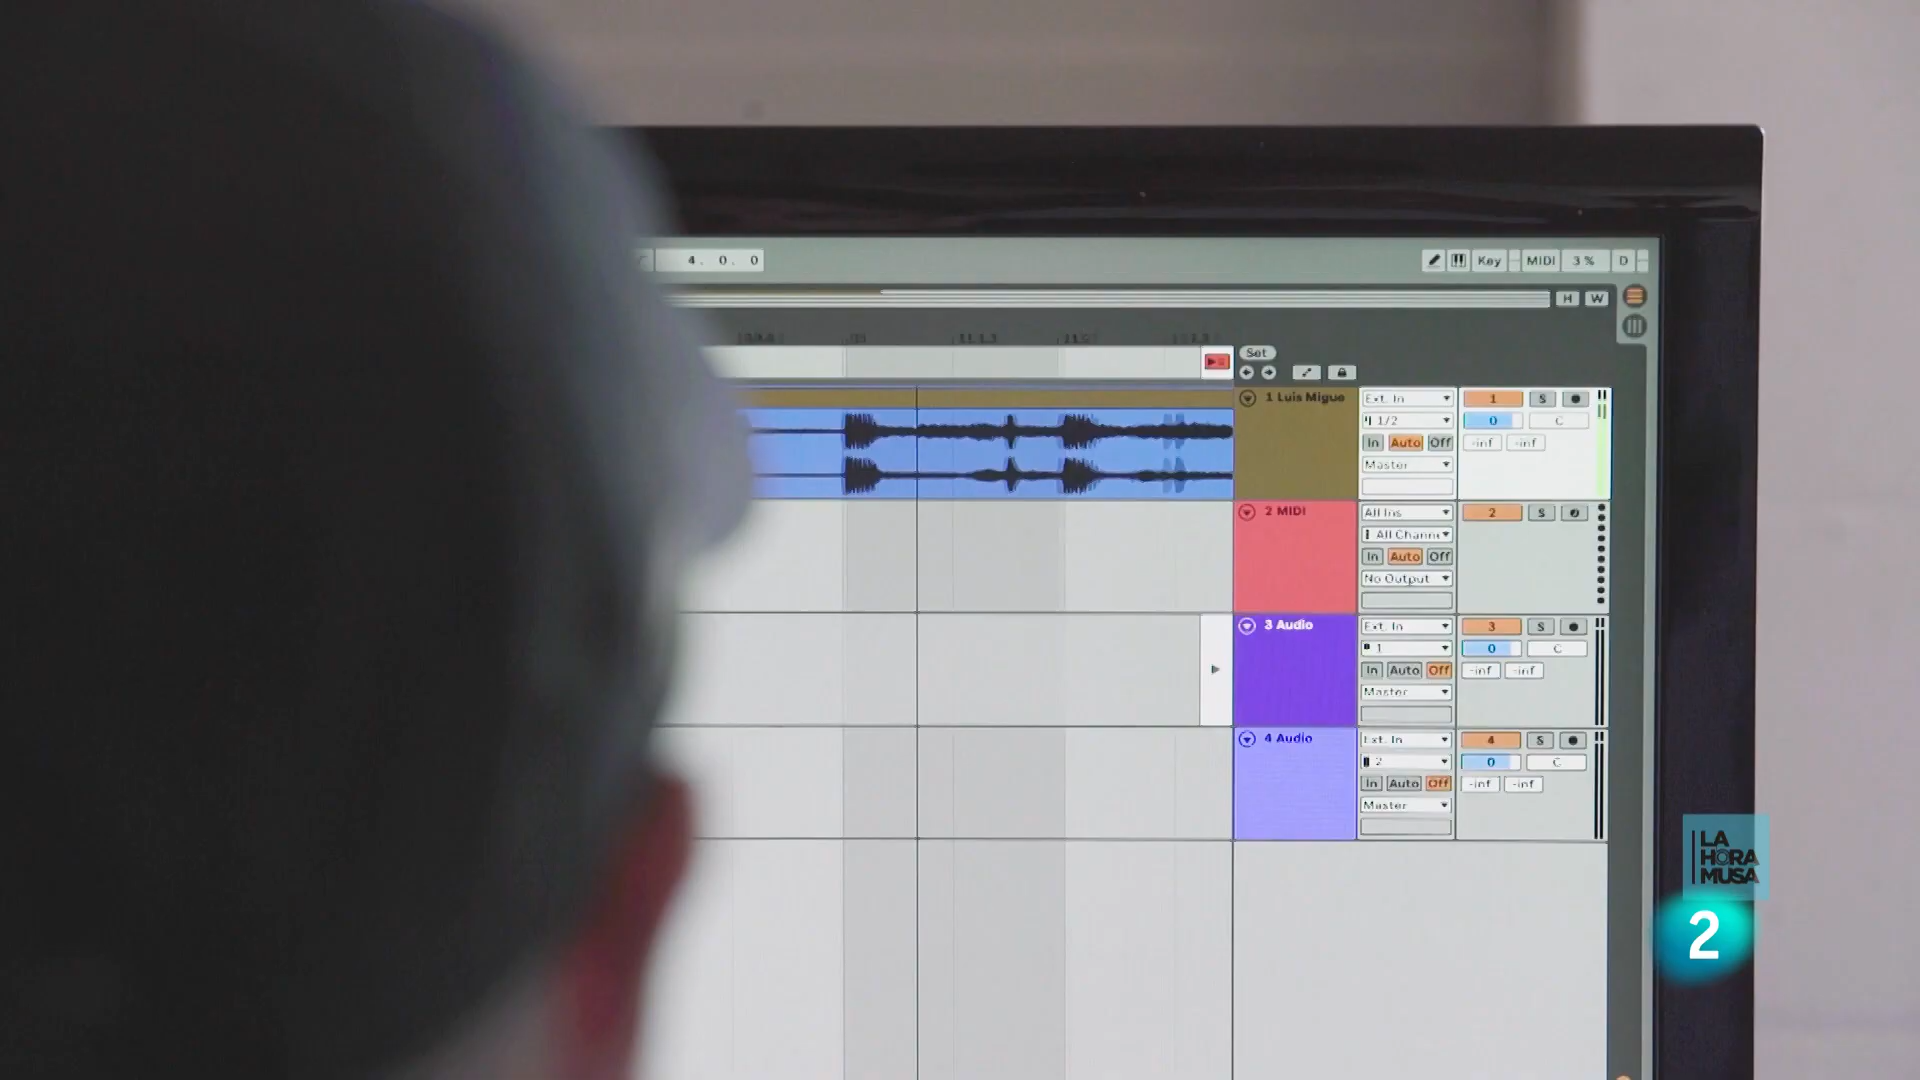 4. 0. 0
Key MIDI 3 % D
H W
Set
1 Luis Migue Ext. In 1 S
1/2 0 C
In Auto Off -inf -inf
Master
2 MIDI All Ins 2 S
All Channe
In Auto Off
No Output
3 Audio Ext. In 3 S
1 0 C
In Auto Off -inf -inf
Master
4 Audio Ext. In 4 S
2 0 C
In Auto Off -inf -inf
Master
LA
HORA
MUSA
2